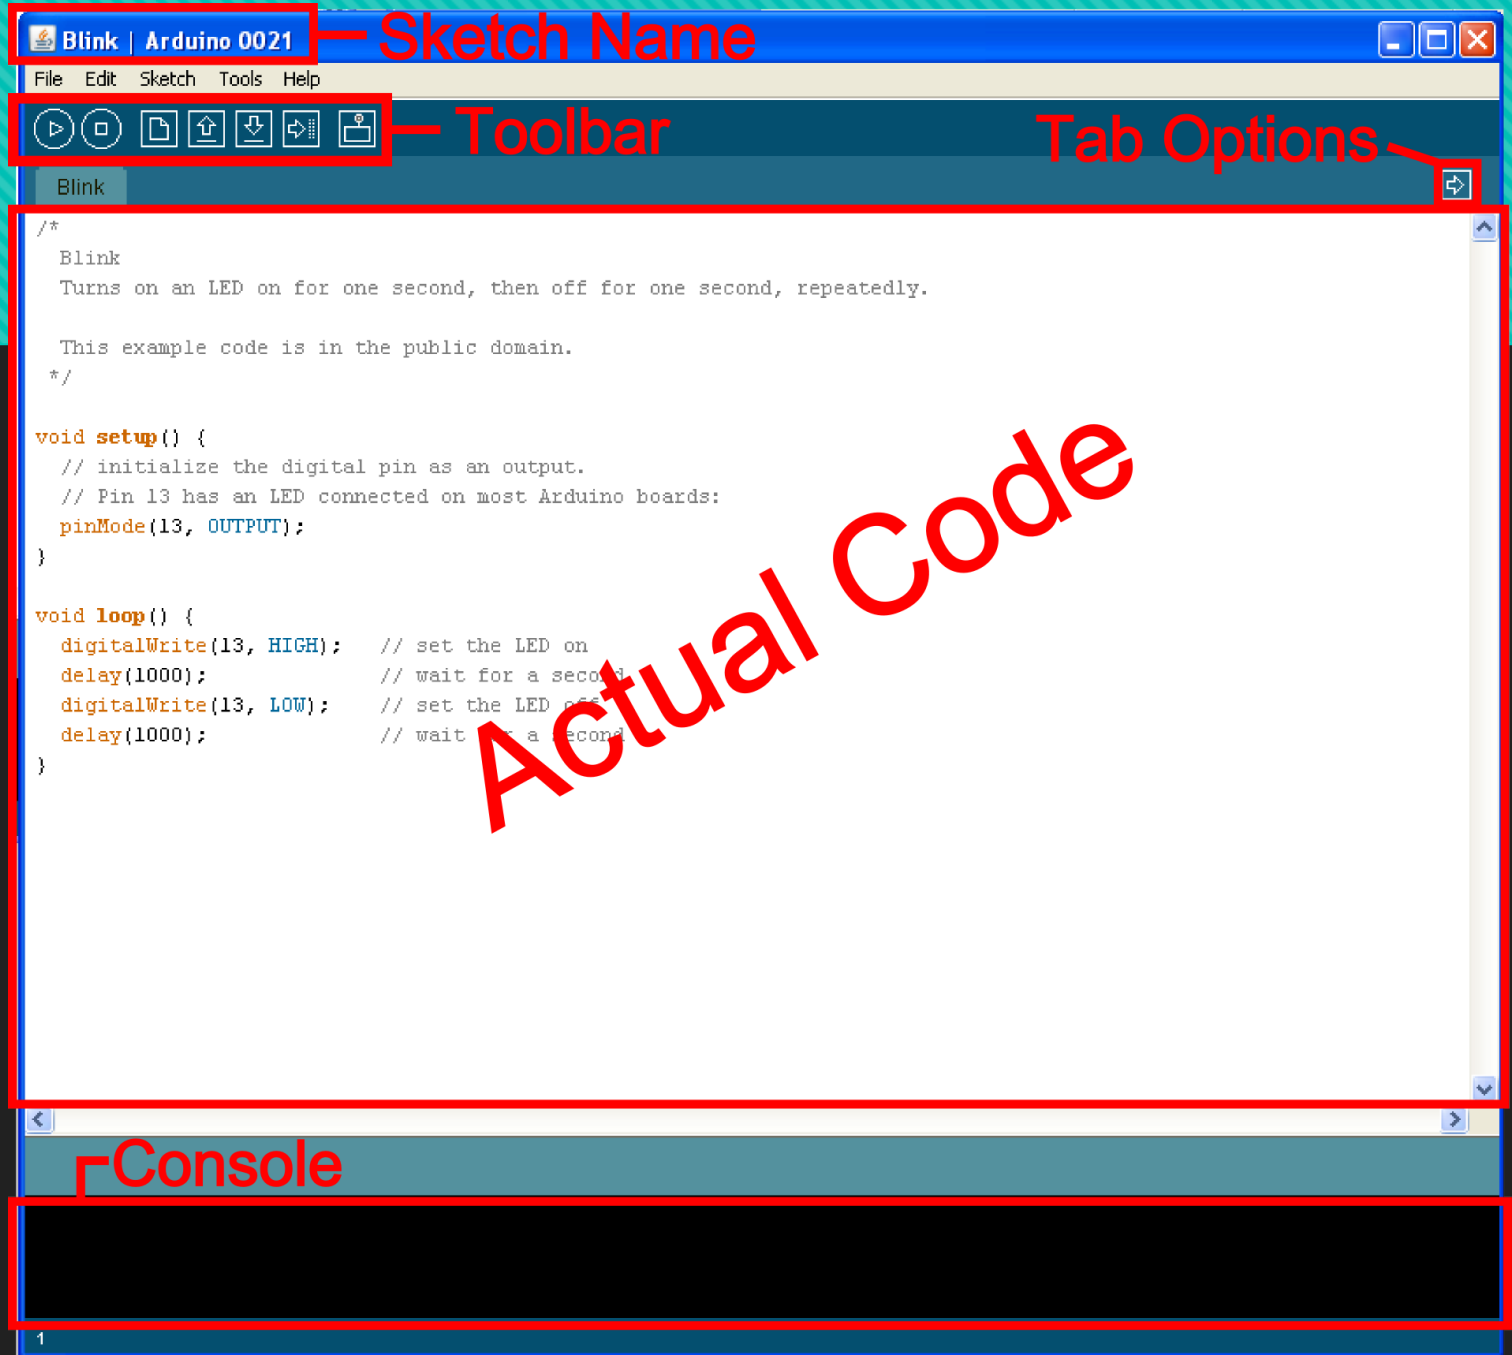 Blink | Arduino 0021
Sketch Name
File Edit Sketch Tools Help
Toolbar
Tab Options
Blink
/*
  Blink
  Turns on an LED on for one second, then off for one second, repeatedly.

  This example code is in the public domain.
 */

void setup() {
  // initialize the digital pin as an output.
  // Pin 13 has an LED connected on most Arduino boards:
  pinMode(13, OUTPUT);
}

void loop() {
  digitalWrite(13, HIGH);   // set the LED on
  delay(1000);              // wait for a second
  digitalWrite(13, LOW);    // set the LED off
  delay(1000);              // wait for a second
}
Actual Code
Console
1